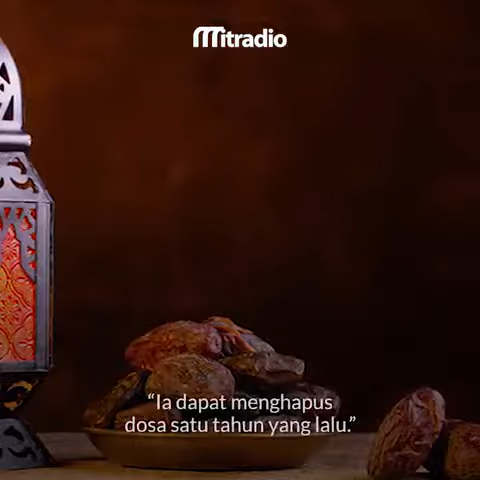 Mitradio
“Ia dapat menghapus
dosa satu tahun yang lalu.”